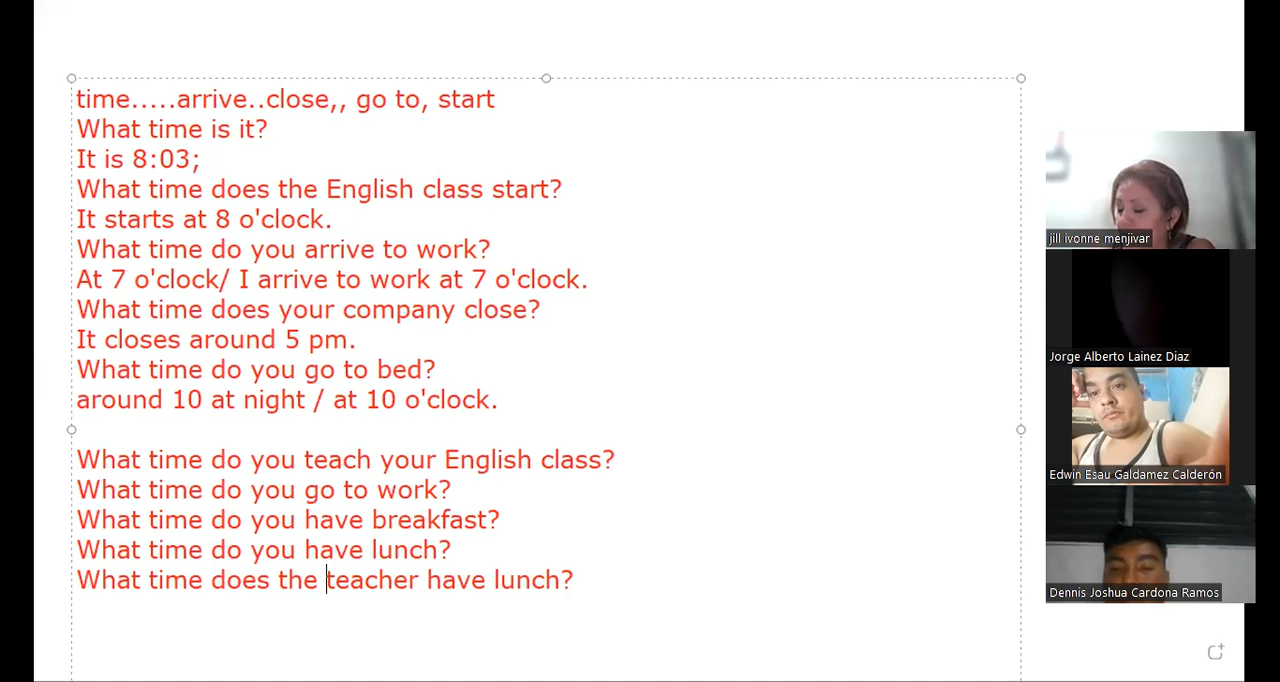 time.....arrive..close,, go to, start
What time is it?
It is 8:03;
What time does the English class start?
It starts at 8 o'clock.
What time do you arrive to work?
At 7 o'clock/ I arrive to work at 7 o'clock.
What time does your company close?
It closes around 5 pm.
What time do you go to bed?
around 10 at night / at 10 o'clock.
What time do you teach your English class?
What time do you go to work?
What time do you have breakfast?
What time do you have lunch?
What time does the teacher have lunch?
jill ivonne menjivar
Jorge Alberto Lainez Diaz
Edwin Esau Galdamez Calderón
Dennis Joshua Cardona Ramos